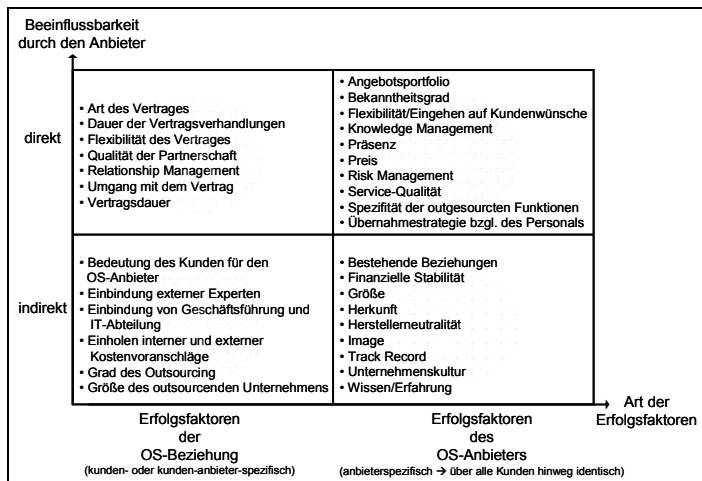 Beeinflussbarkeit
durch den Anbieter
direkt
• Art des Vertrages
• Dauer der Vertragsverhandlungen
• Flexibilität des Vertrages
• Qualität der Partnerschaft
• Relationship Management
• Umgang mit dem Vertrag
• Vertragsdauer
• Angebotsportfolio
• Bekanntheitsgrad
• Flexibilität/Eingehen auf Kundenwünsche
• Knowledge Management
• Präsenz
• Preis
• Risk Management
• Service-Qualität
• Spezifität der outgesourcten Funktionen
• Übernahmestrategie bzgl. des Personals
indirekt
• Bedeutung des Kunden für den
OS-Anbieter
• Einbindung externer Experten
• Einbindung von Geschäftsführung und
IT-Abteilung
• Einholen interner und externer
Kostenvoranschläge
• Grad des Outsourcing
• Größe des outsourcenden Unternehmens
• Bestehende Beziehungen
• Finanzielle Stabilität
• Größe
• Herkunft
• Herstellerneutralität
• Image
• Track Record
• Unternehmenskultur
• Wissen/Erfahrung
Art der
Erfolgsfaktoren
Erfolgsfaktoren
der
OS-Beziehung
(kunden- oder kunden-anbieter-spezifisch)
Erfolgsfaktoren
des
OS-Anbieters
(anbieterspezifisch → über alle Kunden hinweg identisch)